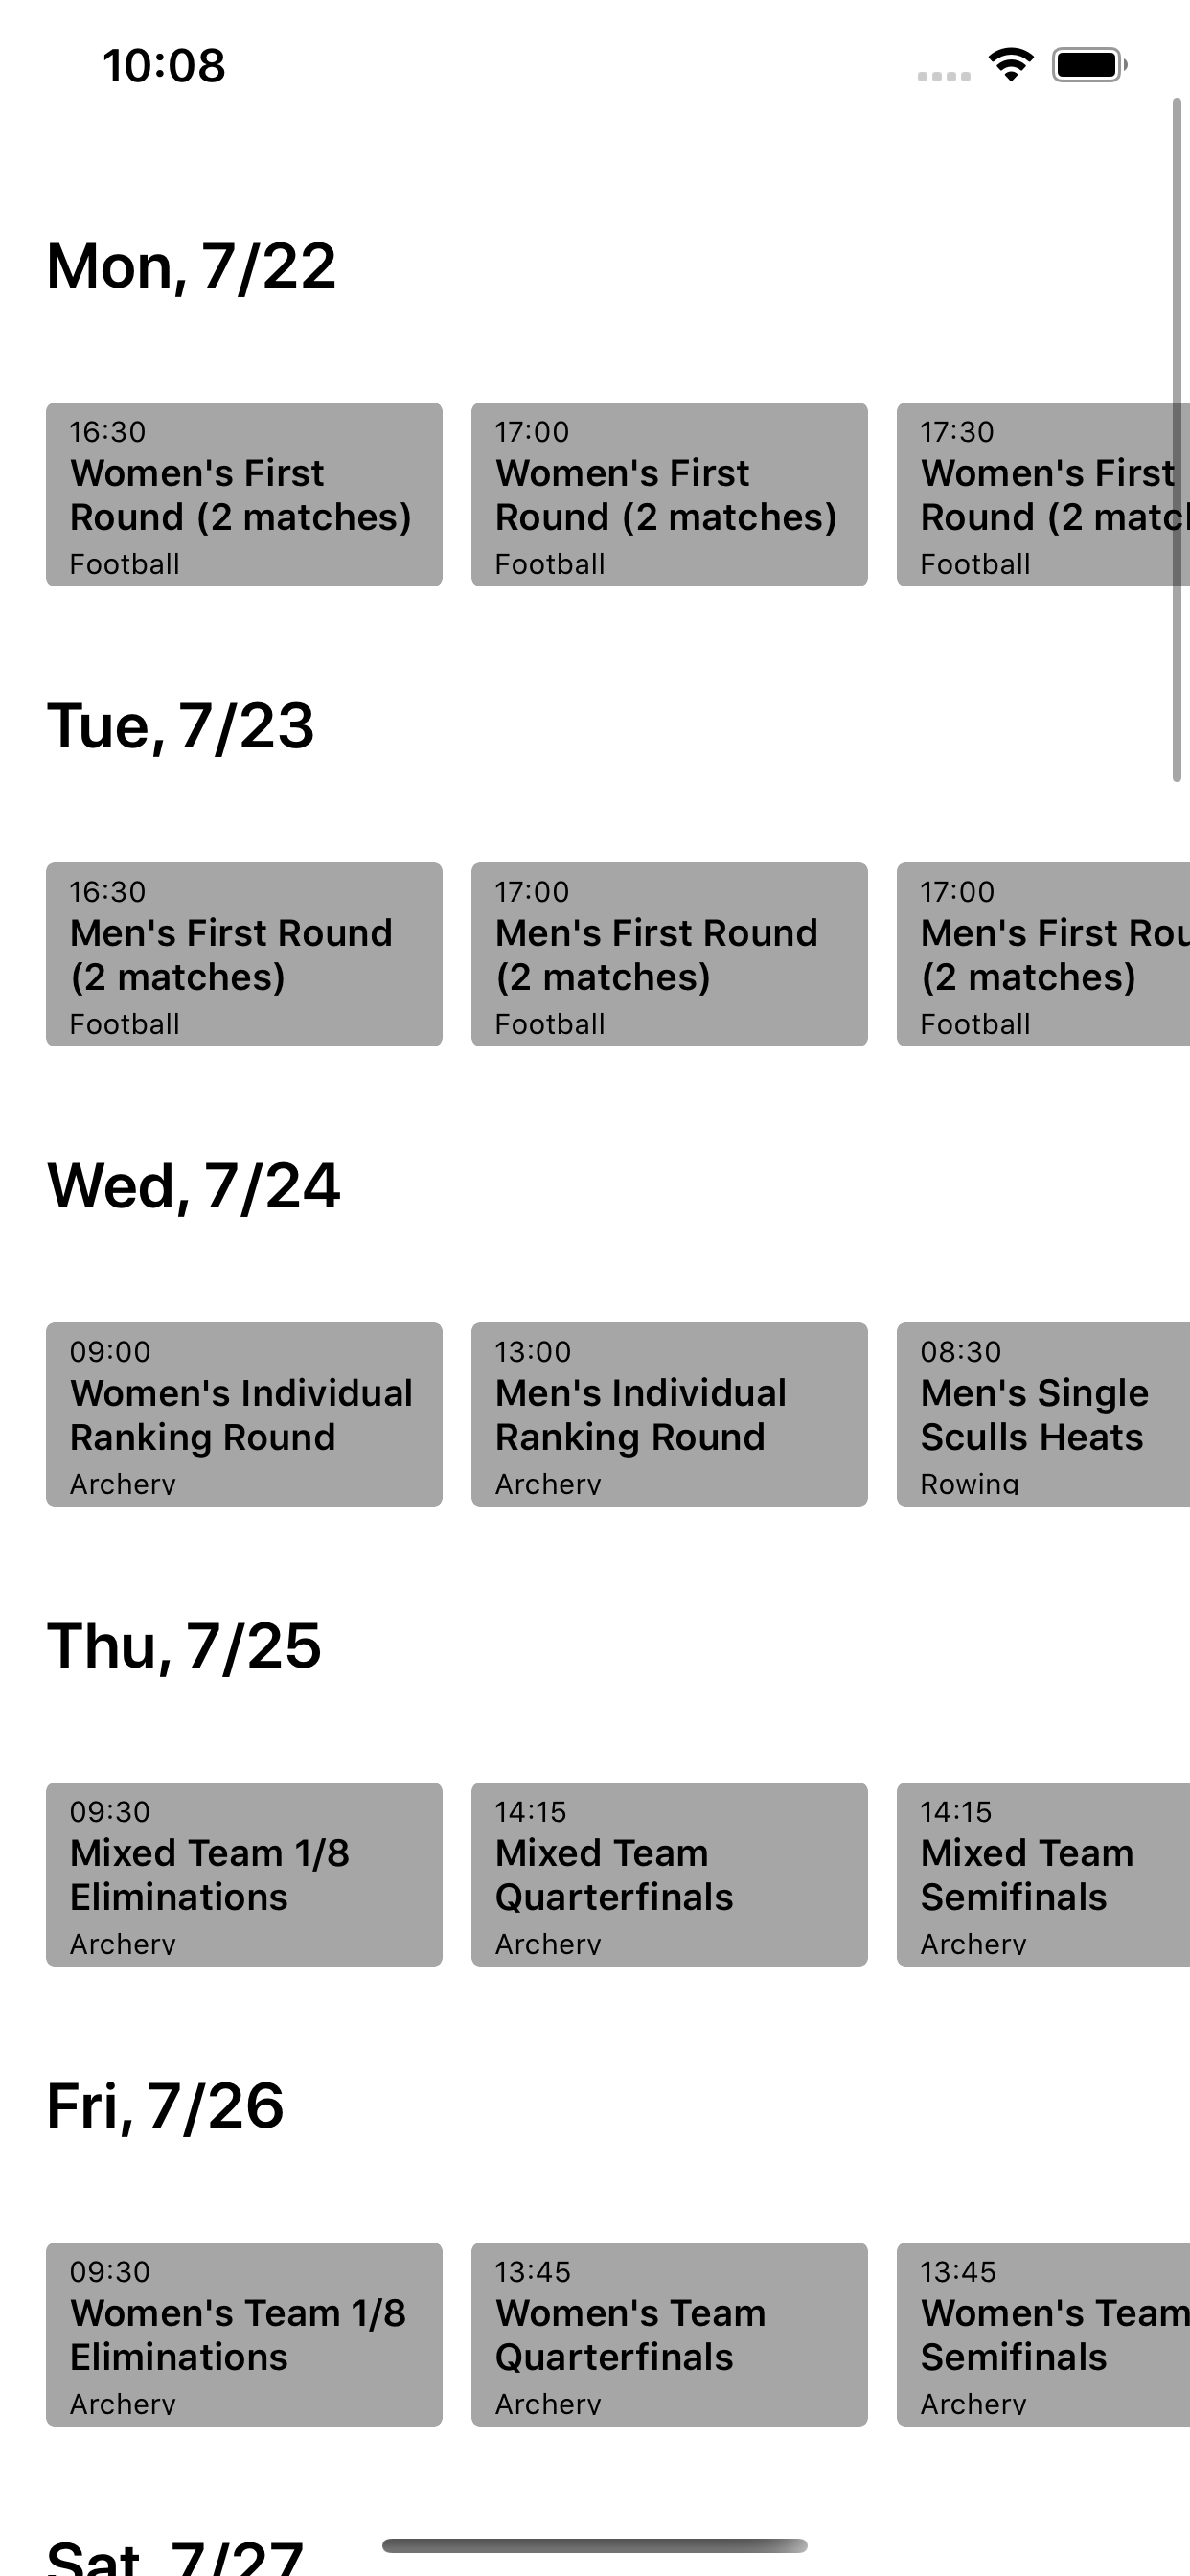 10:08
Mon, 7/22
16:30
Women's First
Round (2 matches)
Football
17:00
Women's First
Round (2 matches)
Football
17:30
Women's First
Round (2 match
Football
Tue, 7/23
16:30
Men's First Round
(2 matches)
Football
17:00
Men's First Round
(2 matches)
Football
17:00
Men's First Rou
(2 matches)
Football
Wed, 7/24
09:00
Women's Individual
Ranking Round
Archery
13:00
Men's Individual
Ranking Round
Archery
08:30
Men's Single
Sculls Heats
Rowing
Thu, 7/25
09:30
Mixed Team 1/8
Eliminations
Archery
14:15
Mixed Team
Quarterfinals
Archery
14:15
Mixed Team
Semifinals
Archery
Fri, 7/26
09:30
Women's Team 1/8
Eliminations
Archery
13:45
Women's Team
Quarterfinals
Archery
13:45
Women's Team
Semifinals
Archery
Sat, 7/27